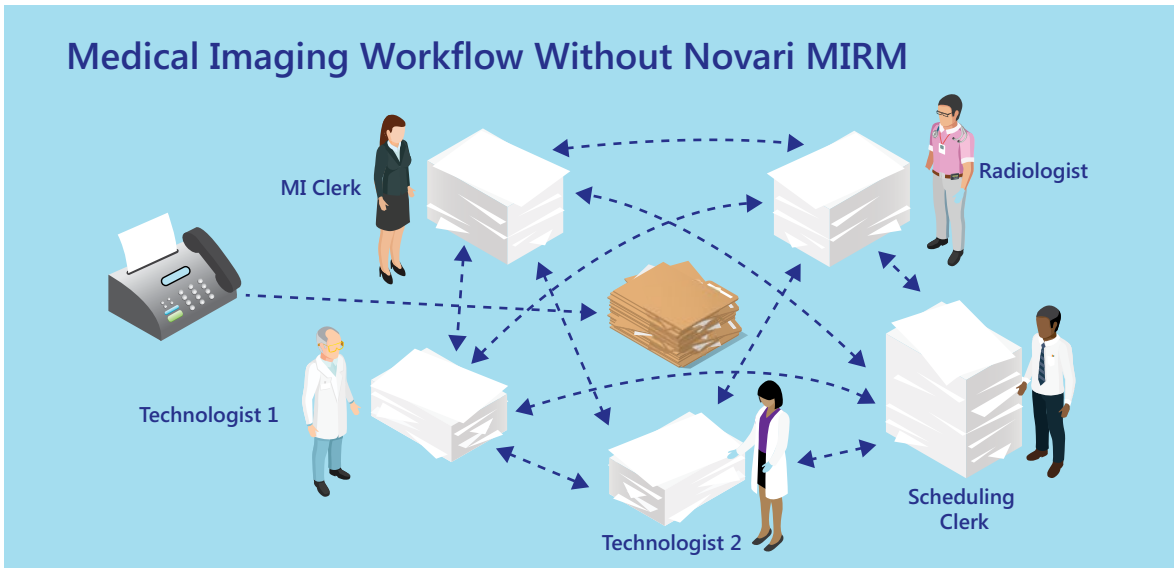 Medical Imaging Workflow Without Novari MIRM
MI Clerk
Radiologist
Technologist 1
Scheduling
Clerk
Technologist 2